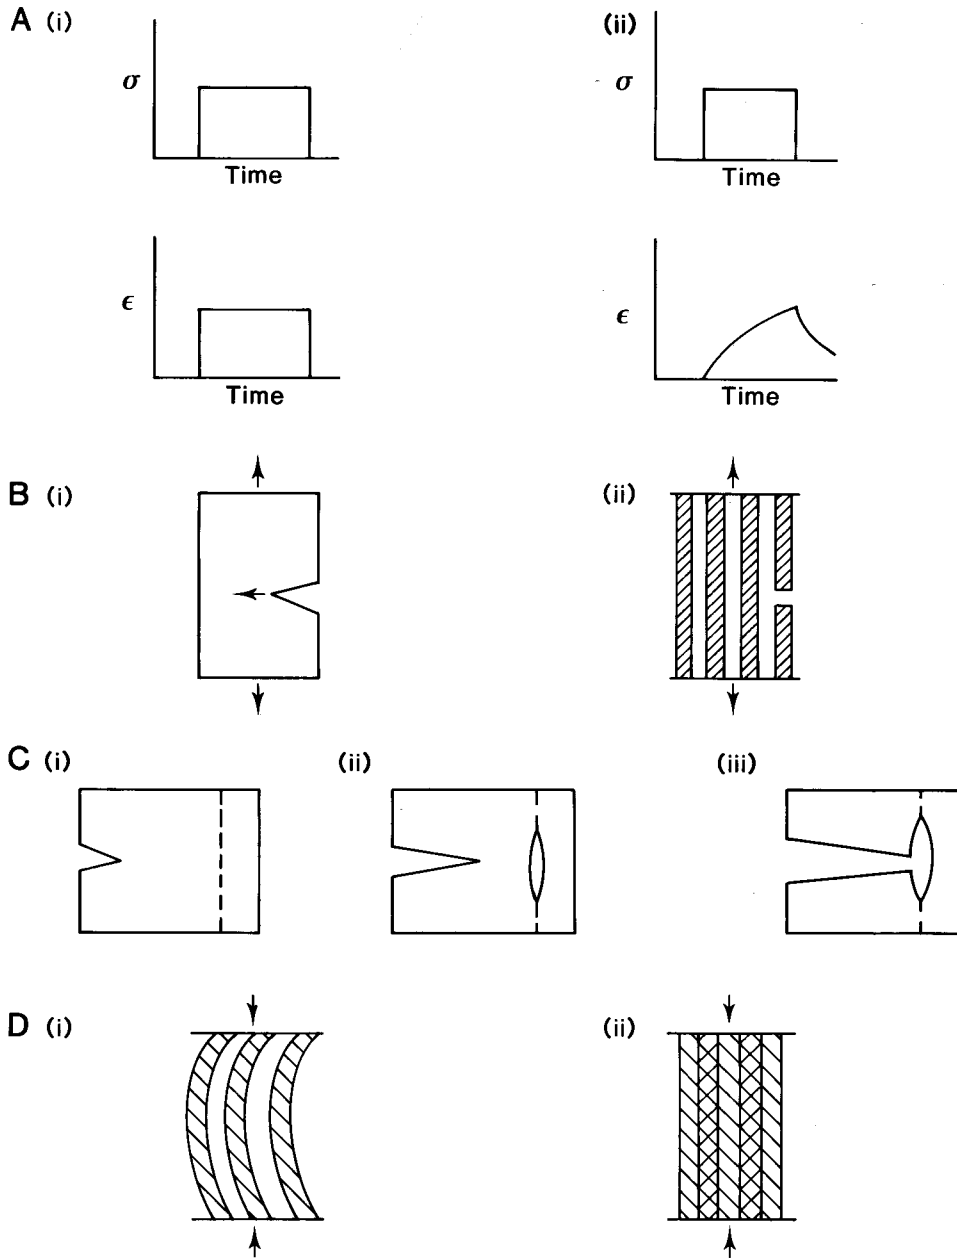 A (i) (ii)
σ σ
Time Time
ϵ ϵ
Time Time
B (i) (ii)
C (i) (ii) (iii)
D (i) (ii)